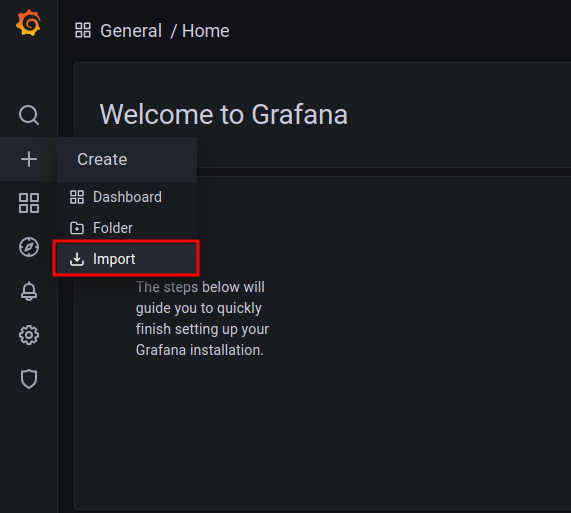 General / Home
Welcome to Grafana
Create
Dashboard
Folder
Import
The steps below will
guide you to quickly
finish setting up your
Grafana installation.